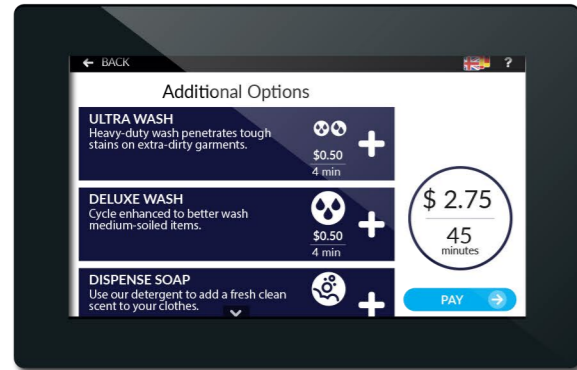 ← BACK
?
Additional Options
ULTRA WASH
Heavy-duty wash penetrates tough
stains on extra-dirty garments.
$0.50
4 min
DELUXE WASH
Cycle enhanced to better wash
medium-soiled items.
$0.50
4 min
DISPENSE SOAP
Use our detergent to add a fresh clean
scent to your clothes.
$ 2.75
45
minutes
PAY